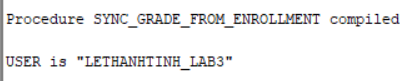 Procedure SYNC_GRADE_FROM_ENROLLMENT compiled
USER is "LETHANHTINH_LAB3"